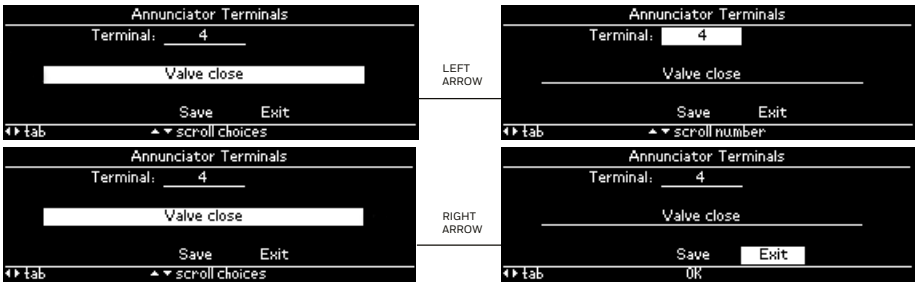 Annunciator Terminals
Terminal: 4
Valve close
Save Exit
◂▸ tab ▴▾ scroll choices
LEFT
ARROW
Annunciator Terminals
Terminal: 4
Valve close
Save Exit
◂▸ tab ▴▾ scroll number
Annunciator Terminals
Terminal: 4
Valve close
Save Exit
◂▸ tab ▴▾ scroll choices
RIGHT
ARROW
Annunciator Terminals
Terminal: 4
Valve close
Save Exit
◂▸ tab OK